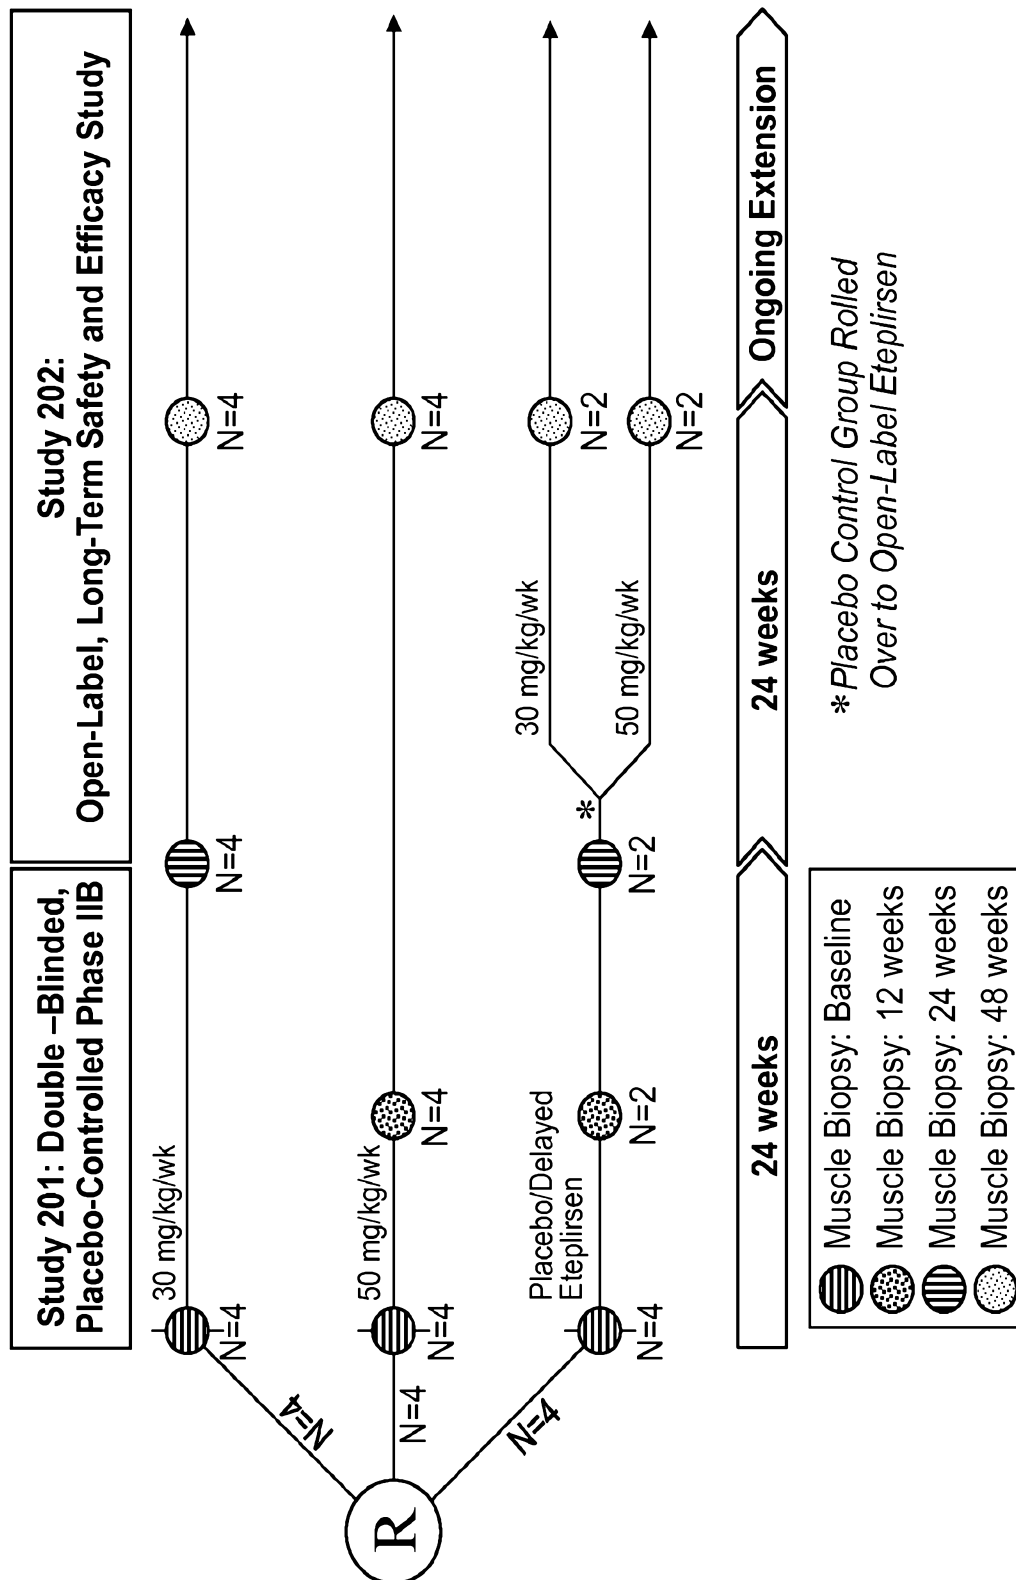 Study 201: Double –Blinded,
Placebo-Controlled Phase IIB
Study 202:
Open-Label, Long-Term Safety and Efficacy Study
R
N=4
N=4
N=4
30 mg/kg/wk
N=4
N=4
N=4
50 mg/kg/wk
N=4
N=4
N=4
Placebo/Delayed
Eteplirsen
N=4
N=2
N=2
*
30 mg/kg/wk
N=2
50 mg/kg/wk
N=2
24 weeks
24 weeks
Ongoing Extension
Muscle Biopsy: Baseline
Muscle Biopsy: 12 weeks
Muscle Biopsy: 24 weeks
Muscle Biopsy: 48 weeks
*Placebo Control Group Rolled
Over to Open-Label Eteplirsen